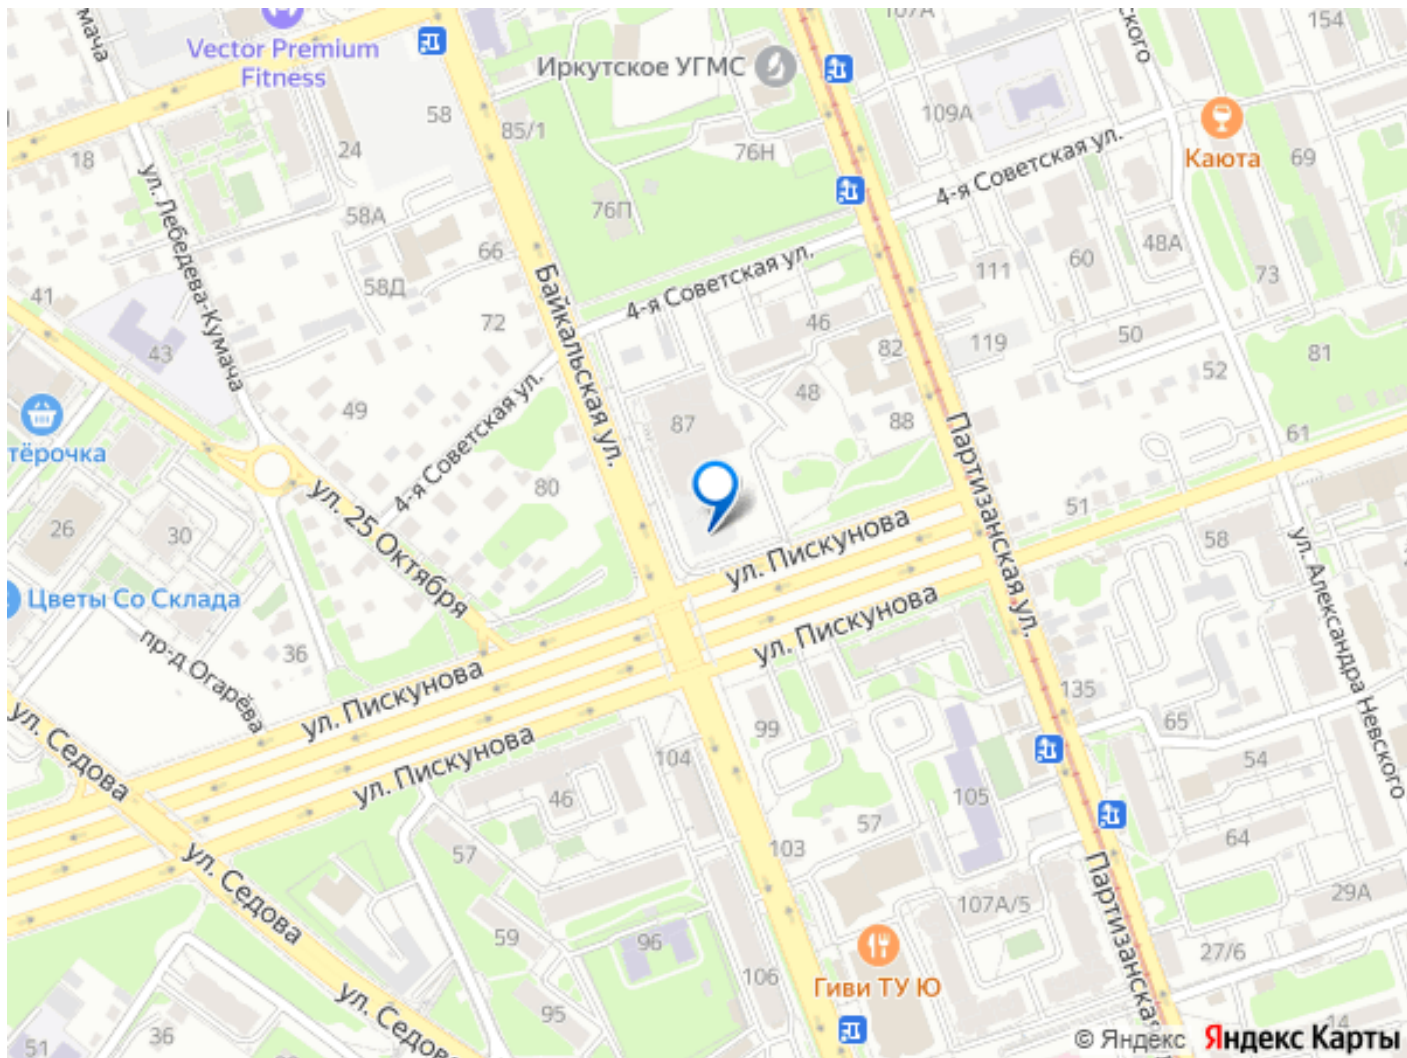 мача
Vector Premium
Fitness
Иркутское УГМС
107А
ского
154
58
85/1
109А
Каюта
69
18
24
76Н
4-я Советская ул.
ул. Лебедева-Кумача
58А
76П
66
48А
60
111
73
58Д
Байкальская ул.
4-я Советская ул.
41
72
46
50
119
82
81
43
52
48
49
87
88
4-я Советская ул.
Партизанская ул.
61
тёрочка
80
51
ул. 25 Октября
26
30
ул. Пискунова
58
ул. Александра Невского
Цветы Со Склада
ул. Пискунова
пр-д Огарёва
36
135
ул. Пискунова
65
99
ул. Седова
ул. Пискунова
104
54
46
105
57
64
57
103
ул. Седова
Партизанская
29А
107А/5
59
96
27/6
106
Гиви ТУ Ю
ул. Седова
95
14
36
51
© Яндекс Яндекс Карты